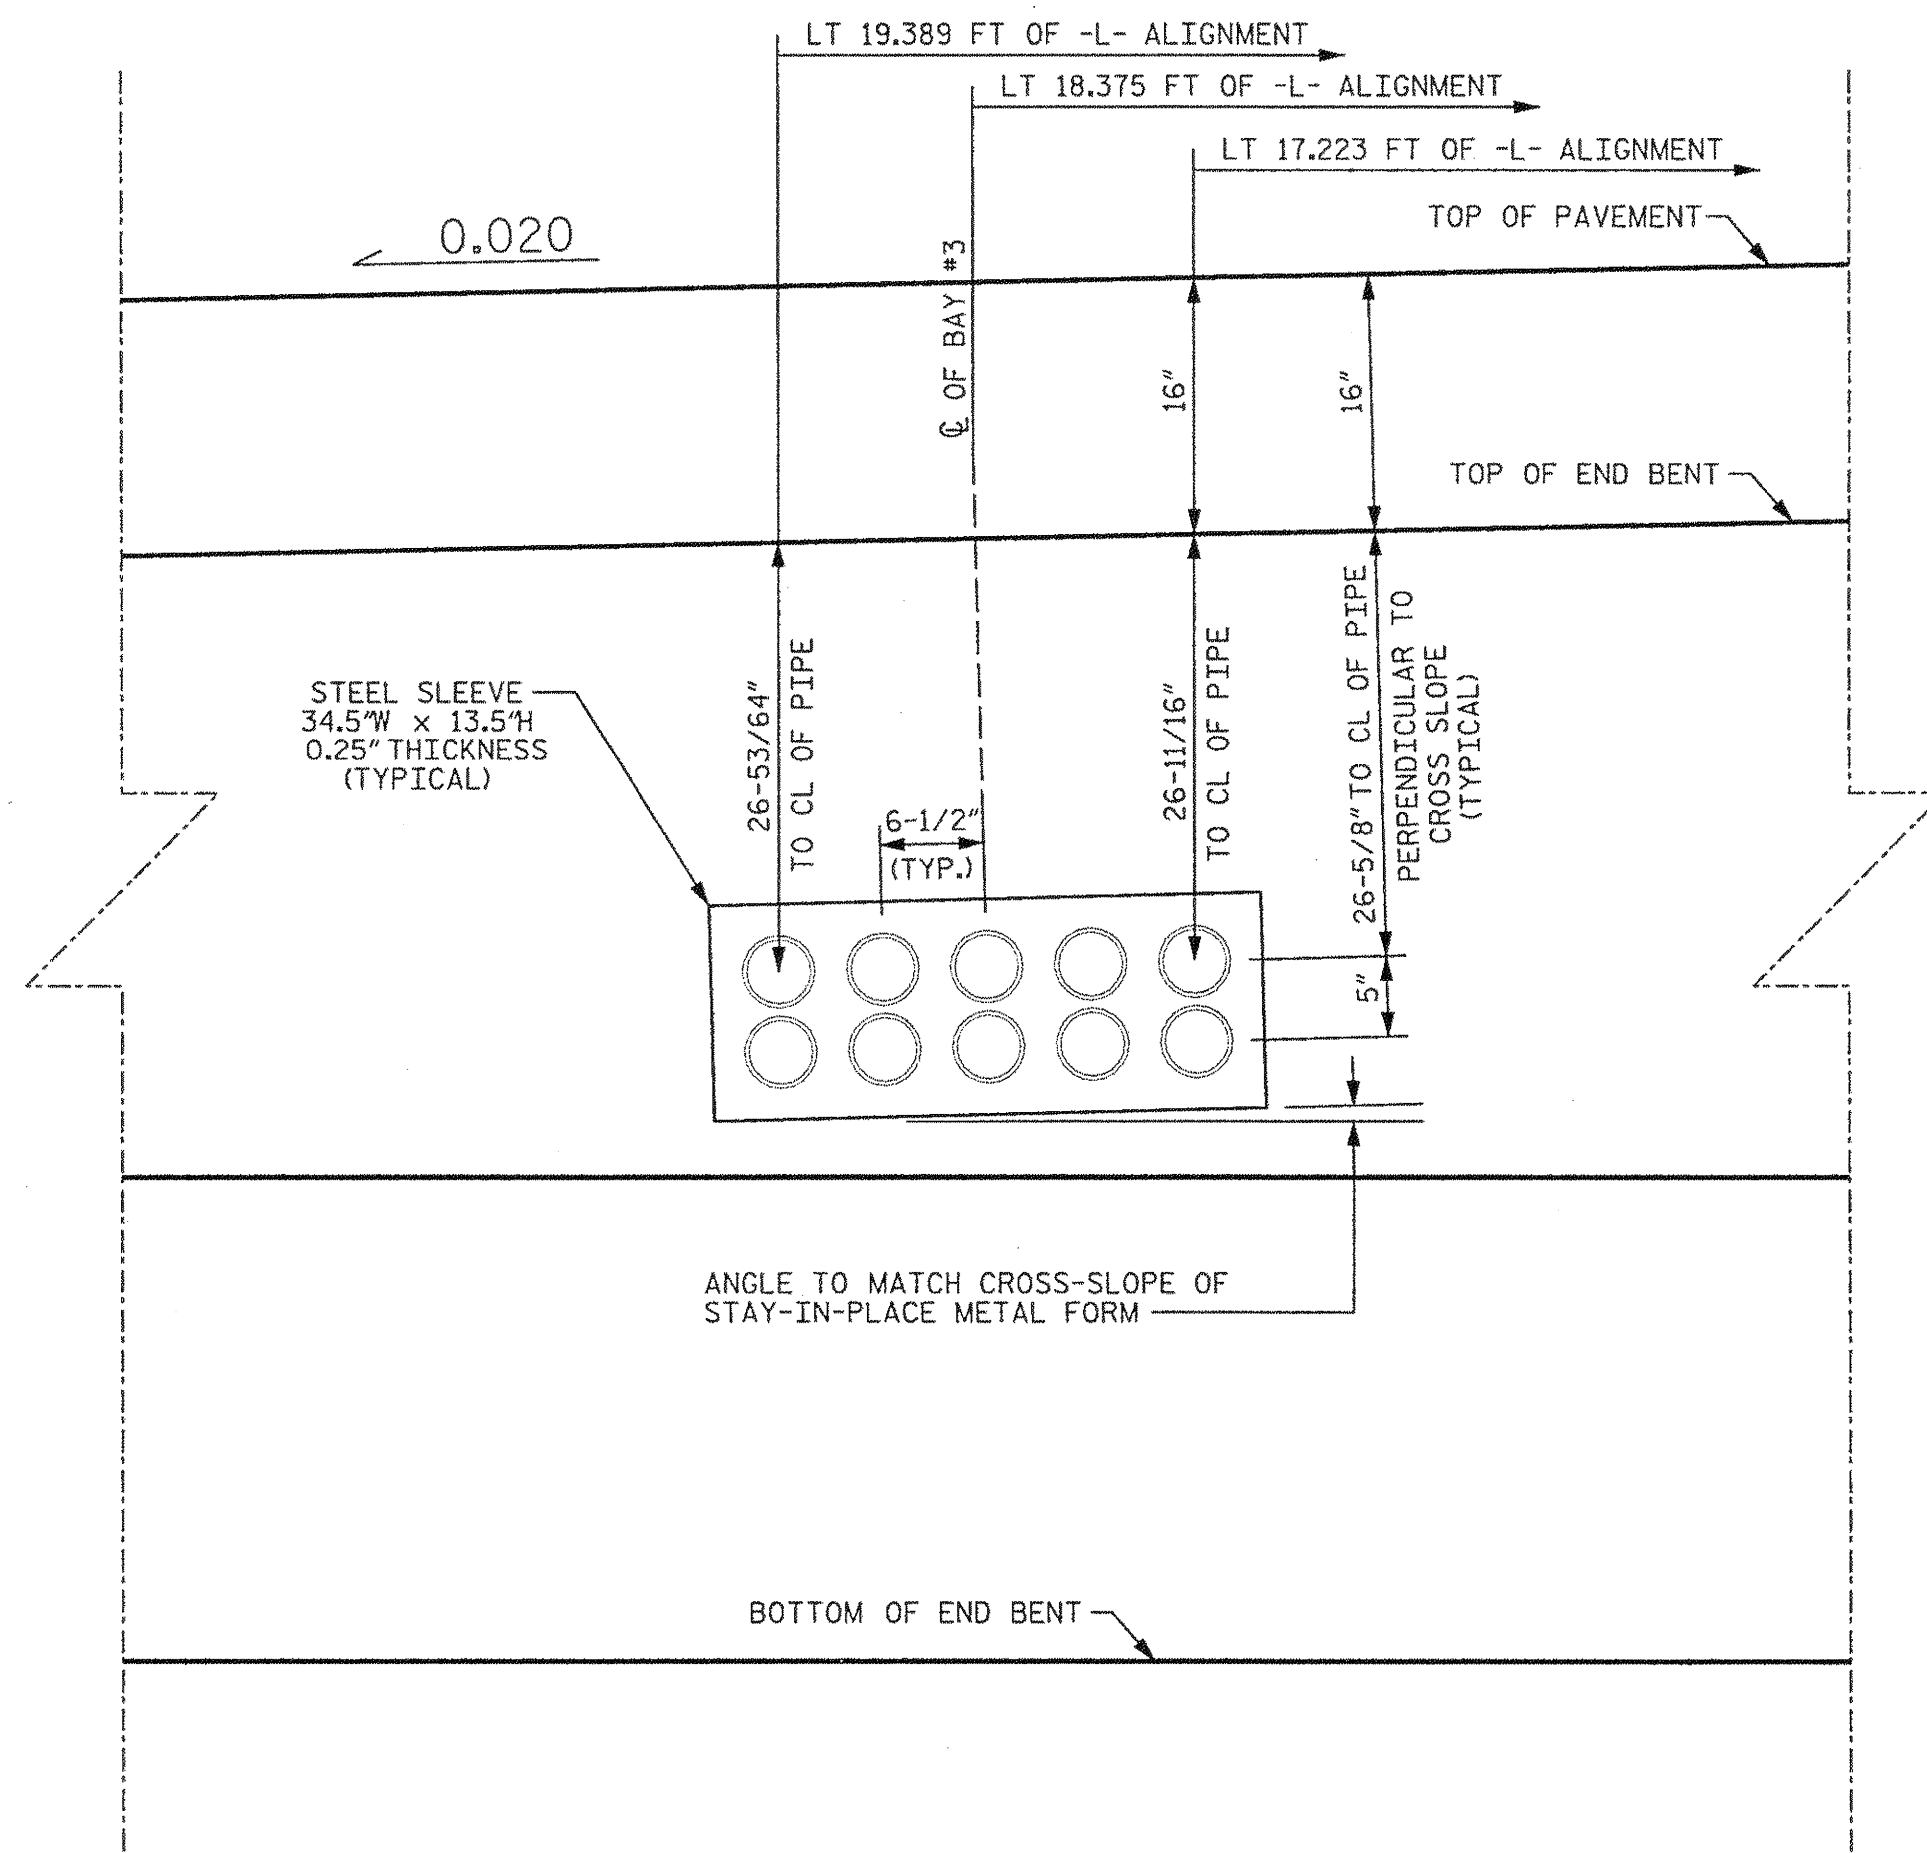 LT 19.389 FT OF -L- ALIGNMENT
LT 18.375 FT OF -L- ALIGNMENT
LT 17.223 FT OF -L- ALIGNMENT
TOP OF PAVEMENT
0.020
℄ OF BAY #3
16"
16"
TOP OF END BENT
STEEL SLEEVE
34.5"W x 13.5"H
0.25" THICKNESS
(TYPICAL)
26-53/64"
TO CL OF PIPE
6-1/2"
(TYP.)
26-11/16"
TO CL OF PIPE
26-5/8" TO CL OF PIPE
PERPENDICULAR TO
CROSS SLOPE
(TYPICAL)
5"
ANGLE TO MATCH CROSS-SLOPE OF
STAY-IN-PLACE METAL FORM
BOTTOM OF END BENT